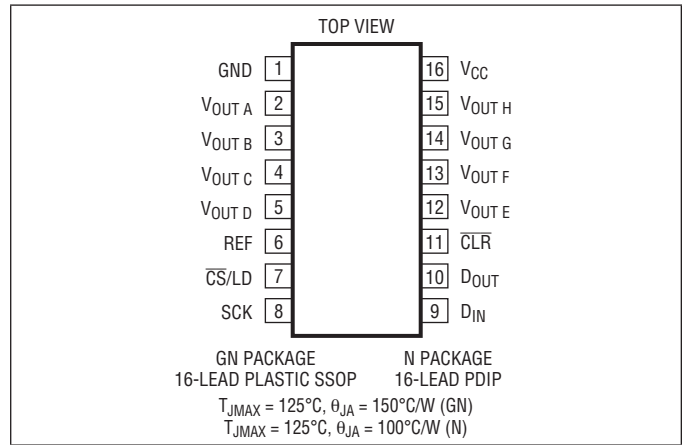 TOP VIEW
GND 1
VOUT A 2
VOUT B 3
VOUT C 4
VOUT D 5
REF 6
C̅S̅/LD 7
SCK 8
16 VCC
15 VOUT H
14 VOUT G
13 VOUT F
12 VOUT E
11 C̅L̅R̅
10 DOUT
9 DIN
GN PACKAGE
16-LEAD PLASTIC SSOP
N PACKAGE
16-LEAD PDIP
TJMAX = 125°C, θJA = 150°C/W (GN)
TJMAX = 125°C, θJA = 100°C/W (N)